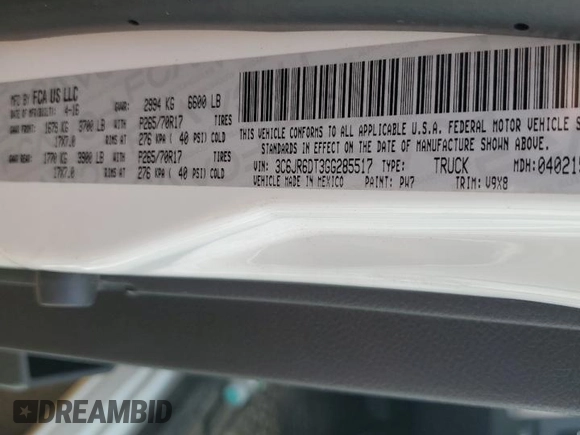 MFD BY FCA US LLC
DATE OF MFR: 4-16 GVWR: 2994 KG 6600 LB
GAWR FRONT: 1675 KG 3700 LB WITH P265/70R17 TIRES
17X7.0 RIMS AT 276 KPA ( 40 PSI) COLD
GAWR REAR: 1770 KG 3900 LB WITH P265/70R17 TIRES
17X7.0 RIMS AT 276 KPA ( 40 PSI) COLD
THIS VEHICLE CONFORMS TO ALL APPLICABLE U.S.A. FEDERAL MOTOR VEHICLE S
STANDARDS IN EFFECT ON THE DATE OF MANUFACTURE SHOWN ABOVE.
VIN: 3C6JR6DT3GG285517 TYPE: TRUCK MDH:04021
VEHICLE MADE IN MEXICO PAINT: PW7 TRIM: V9X8
DREAMBID